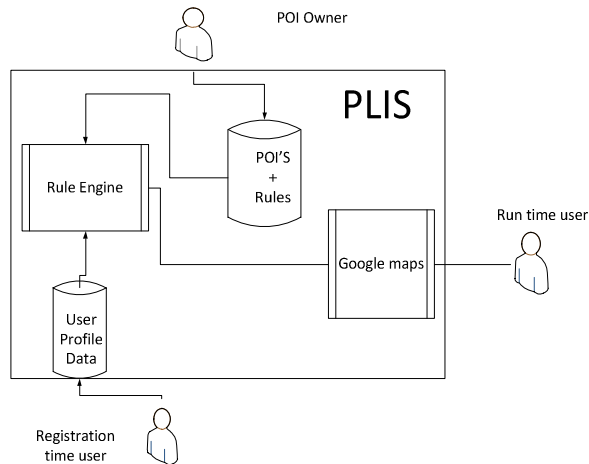 POI Owner
PLIS
POI'S
+
Rules
Rule Engine
Run time user
Google maps
User
Profile
Data
Registration
time user